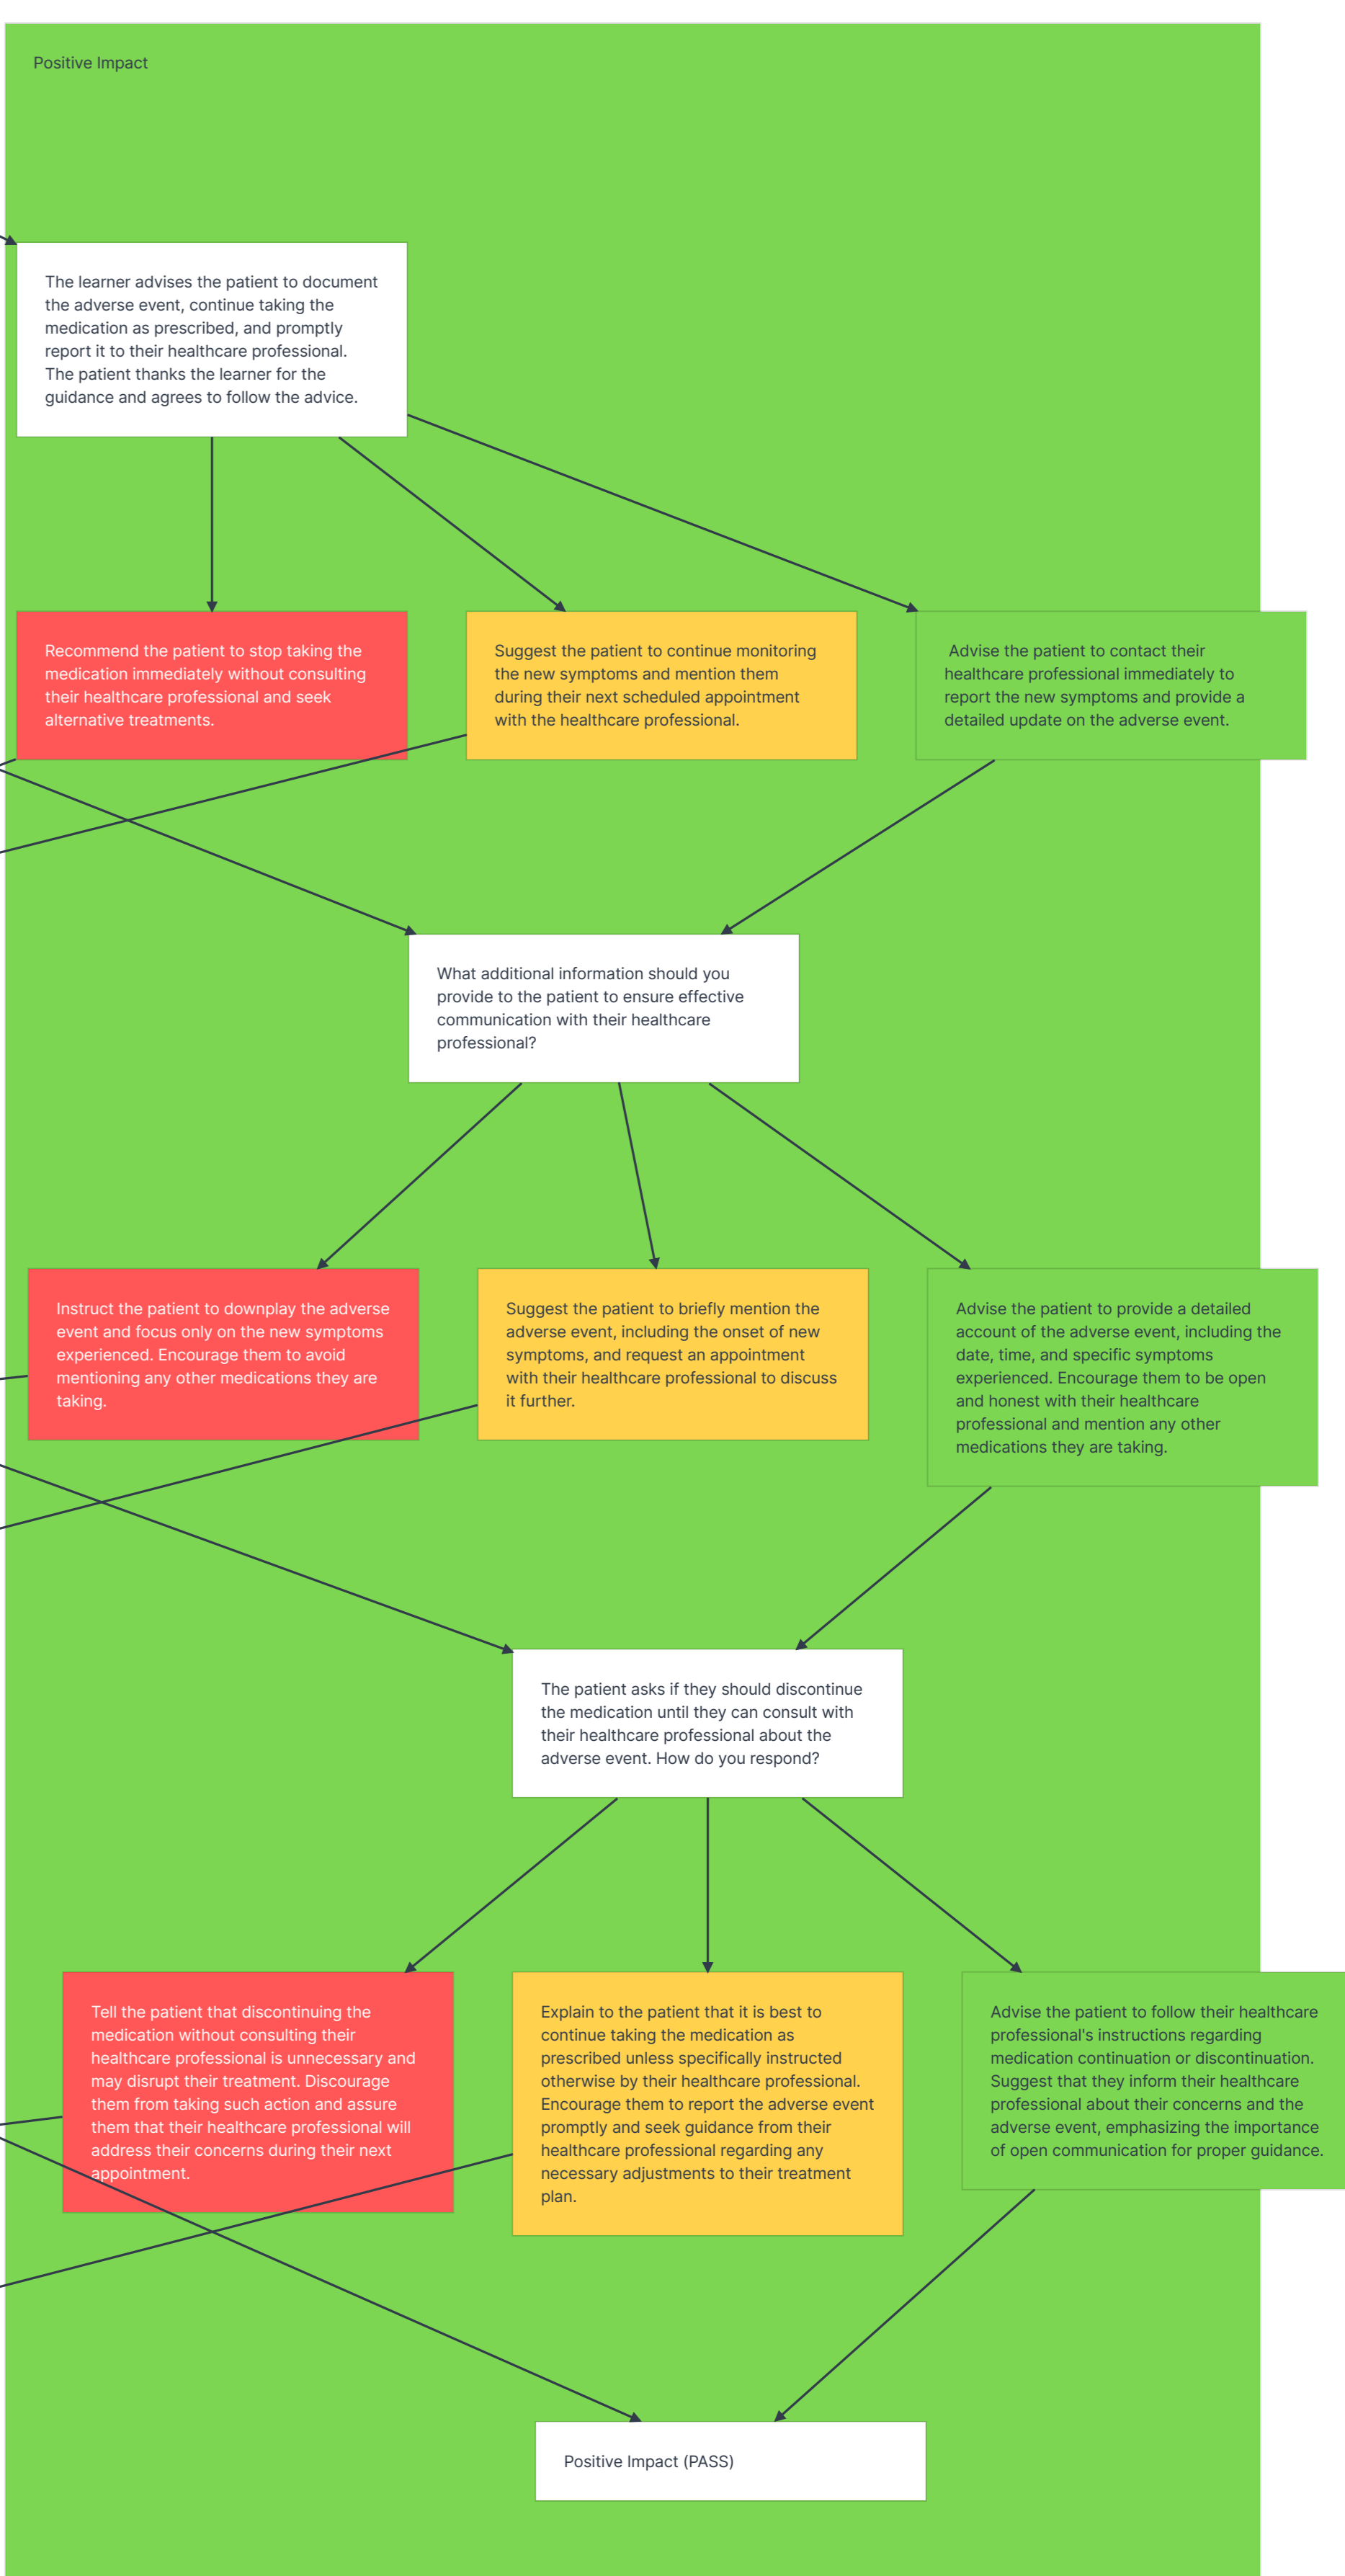 Positive Impact
The learner advises the patient to document
the adverse event, continue taking the
medication as prescribed, and promptly
report it to their healthcare professional.
The patient thanks the learner for the
guidance and agrees to follow the advice.
Recommend the patient to stop taking the
medication immediately without consulting
their healthcare professional and seek
alternative treatments.
Suggest the patient to continue monitoring
the new symptoms and mention them
during their next scheduled appointment
with the healthcare professional.
Advise the patient to contact their
healthcare professional immediately to
report the new symptoms and provide a
detailed update on the adverse event.
What additional information should you
provide to the patient to ensure effective
communication with their healthcare
professional?
Instruct the patient to downplay the adverse
event and focus only on the new symptoms
experienced. Encourage them to avoid
mentioning any other medications they are
taking.
Suggest the patient to briefly mention the
adverse event, including the onset of new
symptoms, and request an appointment
with their healthcare professional to discuss
it further.
Advise the patient to provide a detailed
account of the adverse event, including the
date, time, and specific symptoms
experienced. Encourage them to be open
and honest with their healthcare
professional and mention any other
medications they are taking.
The patient asks if they should discontinue
the medication until they can consult with
their healthcare professional about the
adverse event. How do you respond?
Tell the patient that discontinuing the
medication without consulting their
healthcare professional is unnecessary and
may disrupt their treatment. Discourage
them from taking such action and assure
them that their healthcare professional will
address their concerns during their next
appointment.
Explain to the patient that it is best to
continue taking the medication as
prescribed unless specifically instructed
otherwise by their healthcare professional.
Encourage them to report the adverse event
promptly and seek guidance from their
healthcare professional regarding any
necessary adjustments to their treatment
plan.
Advise the patient to follow their healthcare
professional's instructions regarding
medication continuation or discontinuation.
Suggest that they inform their healthcare
professional about their concerns and the
adverse event, emphasizing the importance
of open communication for proper guidance.
Positive Impact (PASS)